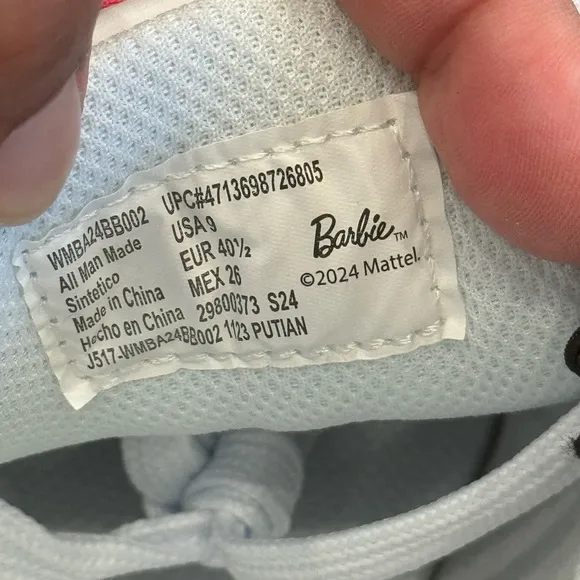 WMBA24BB002 UPC#4713698726805
All Man Made USA 9
Sintetico EUR 40½
Made in China MEX 26
Hecho en China 29800373 S24
J517-WMBA24BB002 1123 PUTIAN
Barbie™
©2024 Mattel.